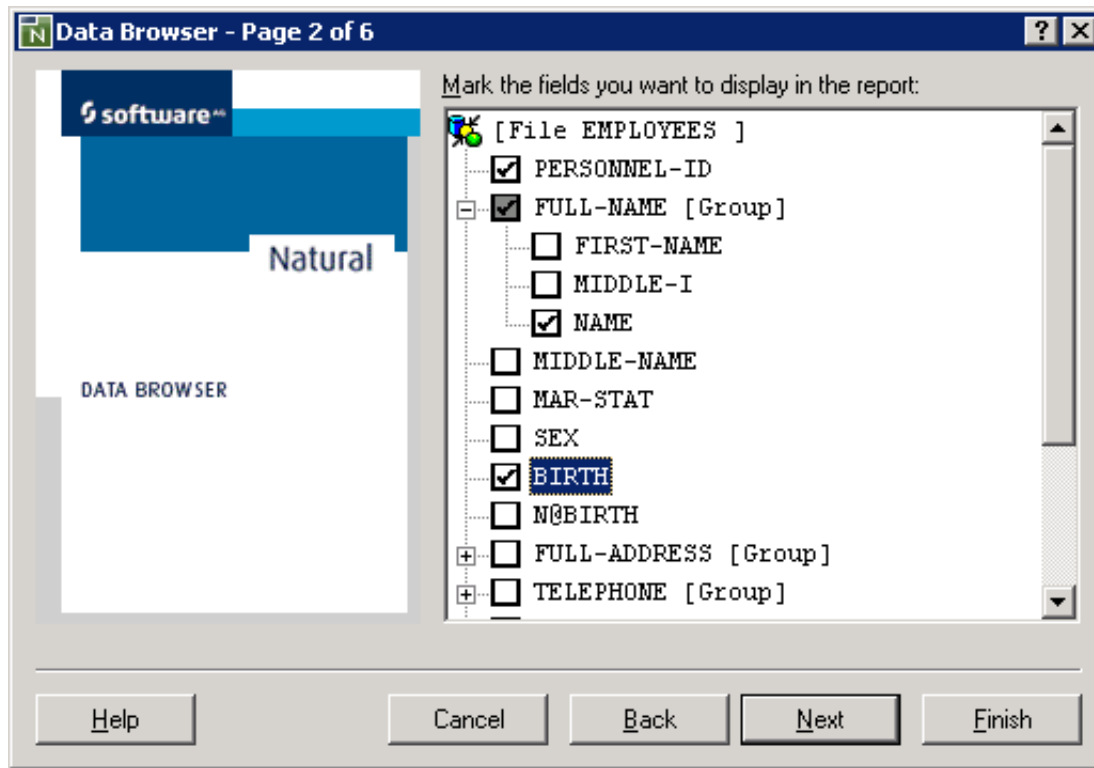 Data Browser - Page 2 of 6
software AG
Natural
DATA BROWSER
Mark the fields you want to display in the report:
[File EMPLOYEES ]
PERSONNEL-ID
FULL-NAME [Group]
FIRST-NAME
MIDDLE-I
NAME
MIDDLE-NAME
MAR-STAT
SEX
BIRTH
N@BIRTH
FULL-ADDRESS [Group]
TELEPHONE [Group]
Help Cancel Back Next Finish